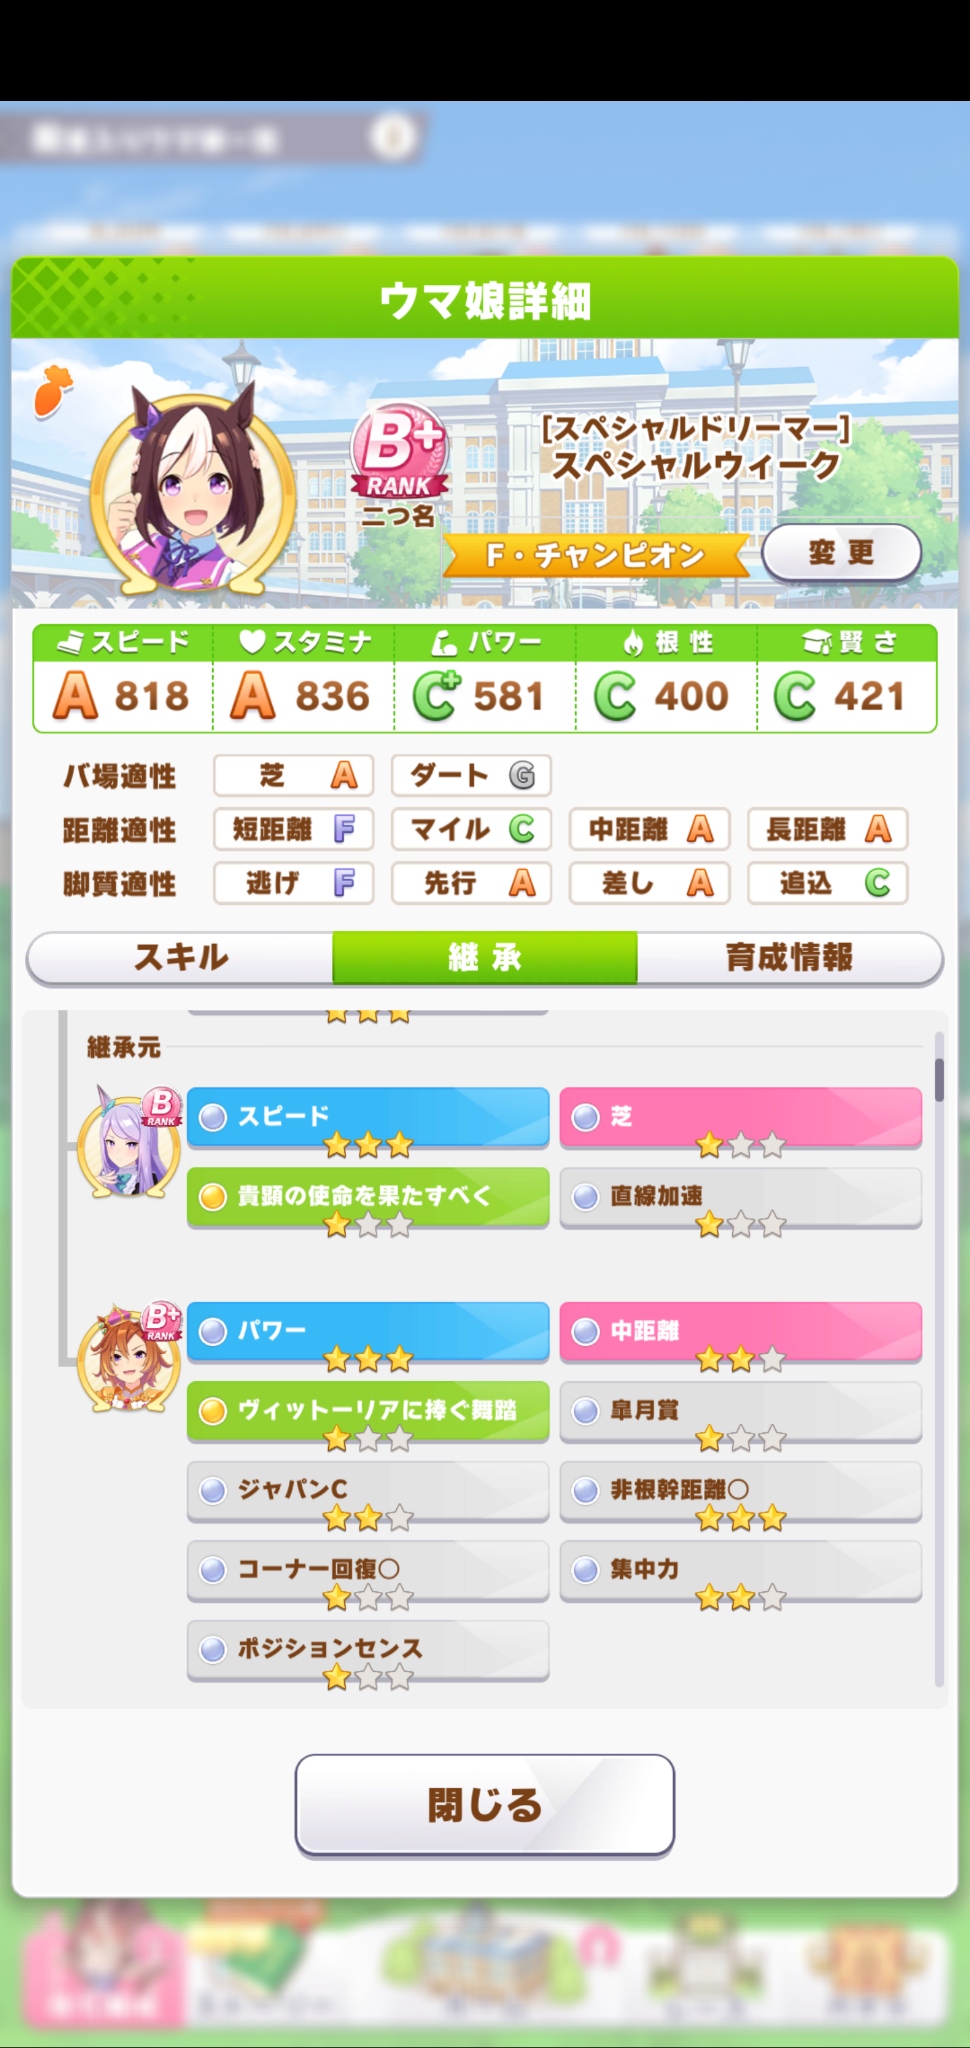 ウマ娘詳細
B+
RANK
二つ名
[スペシャルドリーマー]
スペシャルウィーク
F・チャンピオン
変更
スピード スタミナ パワー 根性 賢さ
A 818 A 836 C+ 581 C 400 C 421
バ場適性 芝 A ダート G
距離適性 短距離 F マイル C 中距離 A 長距離 A
脚質適性 逃げ F 先行 A 差し A 追込 C
スキル 継承 育成情報
継承元
B
RANK
スピード 芝
貴顕の使命を果たすべく 直線加速
B+
RANK
パワー 中距離
ヴィットーリアに捧ぐ舞踏 皐月賞
ジャパンC 非根幹距離○
コーナー回復○ 集中力
ポジションセンス
閉じる